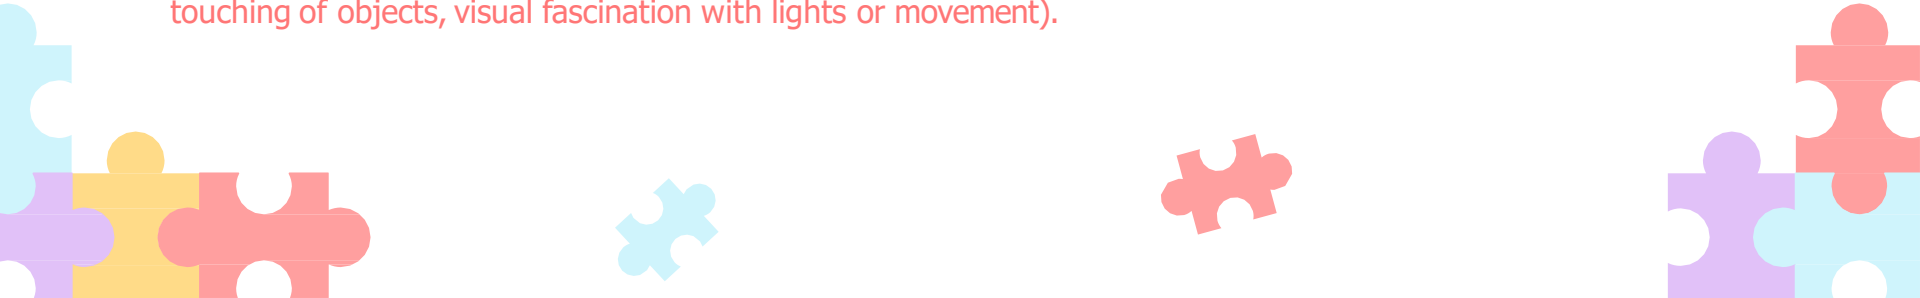 touching of objects, visual fascination with lights or movement).